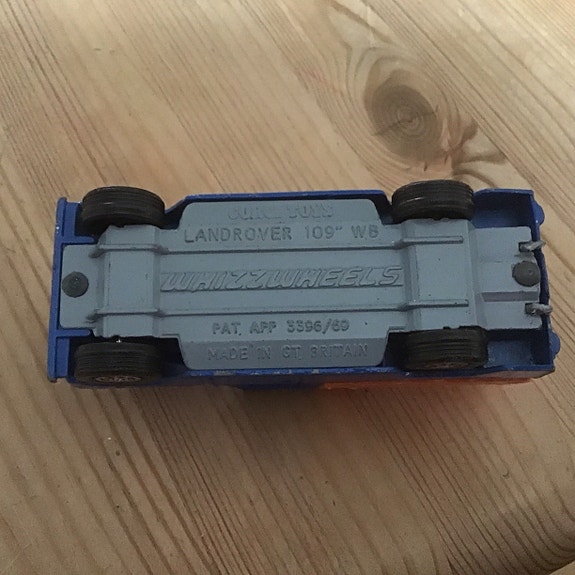 CORGI TOYS
LANDROVER 109" WB
WHIZZWHEELS
PAT. APP 3396/69
MADE IN GT. BRITAIN